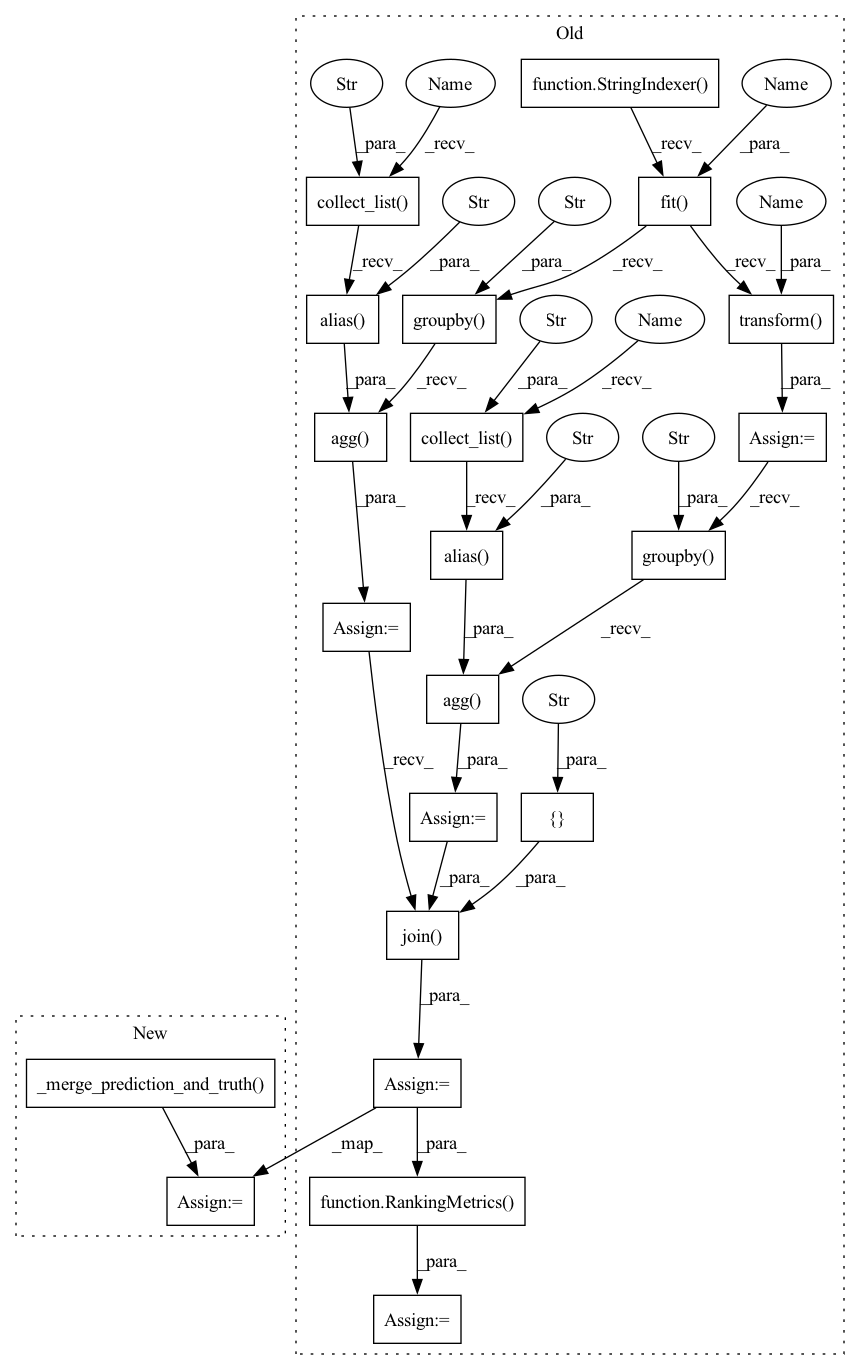 Old
Str
Name
function.StringIndexer()
Name
_para_
_recv_
_recv_
_para_
collect_list()
Str
Str
fit()
Name
_recv_
_para_
_para_
_recv_
_recv_
_para_
alias()
groupby()
Str
Name
transform()
_para_
_recv_
_para_
_recv_
_para_
agg()
collect_list()
Str
Str
Assign:=
_para_
_recv_
_para_
_para_
_recv_
alias()
groupby()
Assign:=
_para_
_recv_
agg()
Str
_recv_
_para_
_para_
Assign:=
{}
_para_
_para_
join()
_para_
New
_merge_prediction_and_truth()
Assign:=
_para_
_map_
_para_
Assign:=
function.RankingMetrics()
_para_
Assign:=